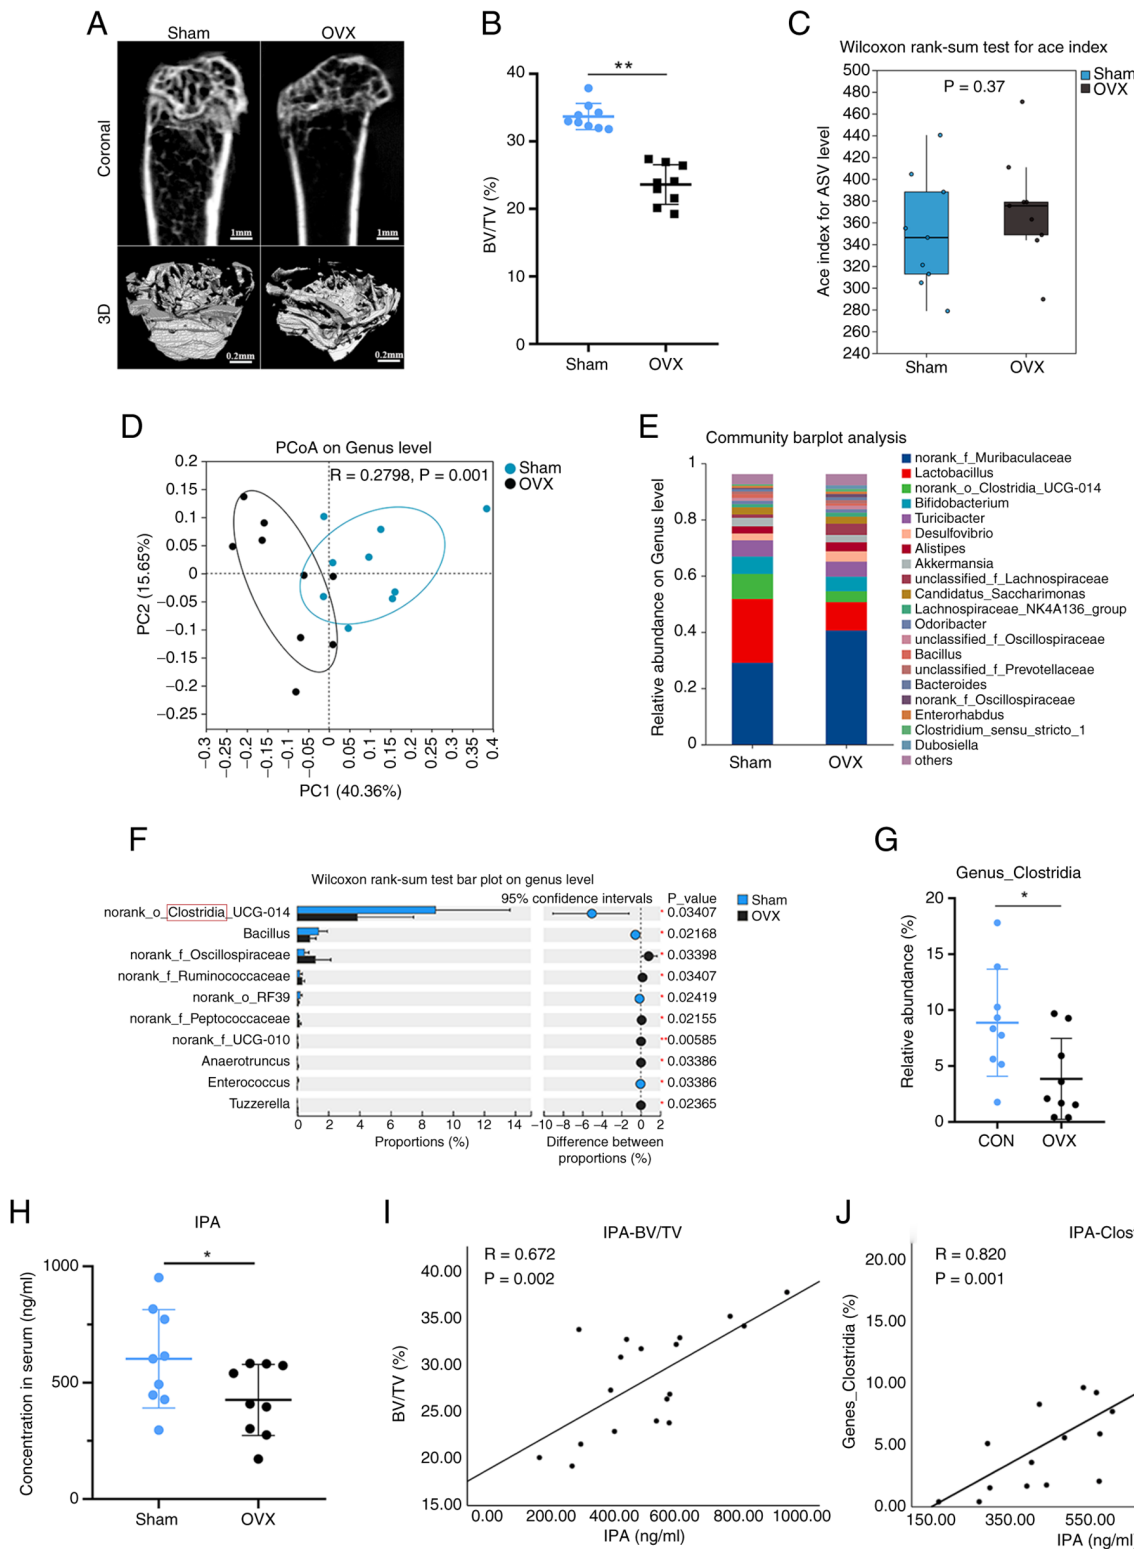 A
Sham
OVX
Coronal
1mm
1mm
3D
0.2mm
0.2mm
B
**
BV/TV (%)
40
30
20
10
0
Sham
OVX
C
Wilcoxon rank-sum test for ace index
P = 0.37
Sham
OVX
Ace index for ASV level
500
480
460
440
420
400
380
360
340
320
300
280
260
240
Sham
OVX
D
PCoA on Genus level
R = 0.2798, P = 0.001
Sham
OVX
PC2 (15.65%)
0.2
0.15
0.1
0.05
0
−0.05
−0.1
−0.15
−0.2
−0.25
−0.3
−0.25
−0.2
−0.15
−0.1
−0.05
0
0.05
0.1
0.15
0.2
0.25
0.3
0.35
0.4
PC1 (40.36%)
E
Community barplot analysis
Relative abundance on Genus level
1
0.8
0.6
0.4
0.2
0
Sham
OVX
norank_f_Muribaculaceae
Lactobacillus
norank_o_Clostridia_UCG-014
Bifidobacterium
Turicibacter
Desulfovibrio
Alistipes
Akkermansia
unclassified_f_Lachnospiraceae
Candidatus_Saccharimonas
Lachnospiraceae_NK4A136_group
Odoribacter
unclassified_f_Oscillospiraceae
Bacillus
unclassified_f_Prevotellaceae
Bacteroides
norank_f_Oscillospiraceae
Enterorhabdus
Clostridium_sensu_stricto_1
Dubosiella
others
F
Wilcoxon rank-sum test bar plot on genus level
95% confidence intervals
P_value
Sham
OVX
norank_o_Clostridia_UCG-014
* 0.03407
Bacillus
* 0.02168
norank_f_Oscillospiraceae
* 0.03398
norank_f_Ruminococcaceae
* 0.03407
norank_o_RF39
* 0.02419
norank_f_Peptococcaceae
* 0.02155
norank_f_UCG-010
** 0.00585
Anaerotruncus
* 0.03386
Enterococcus
* 0.03386
Tuzzerella
* 0.02365
0 2 4 6 8 10 12 14
−10 −8 −6 −4 −2 0 2
Proportions (%)
Difference between
proportions (%)
G
Genus_Clostridia
*
Relative abundance (%)
20
15
10
5
0
CON
OVX
H
IPA
*
Concentration in serum (ng/ml)
1000
500
0
Sham
OVX
I
IPA-BV/TV
R = 0.672
P = 0.002
BV/TV (%)
40.00
35.00
30.00
25.00
20.00
15.00
0.00 200.00 400.00 600.00 800.00 1000.00
IPA (ng/ml)
J
IPA-Clos
R = 0.820
P = 0.001
Genes_Clostridia (%)
20.00
15.00
10.00
5.00
0.00
150.00 350.00 550.00
IPA (ng/ml